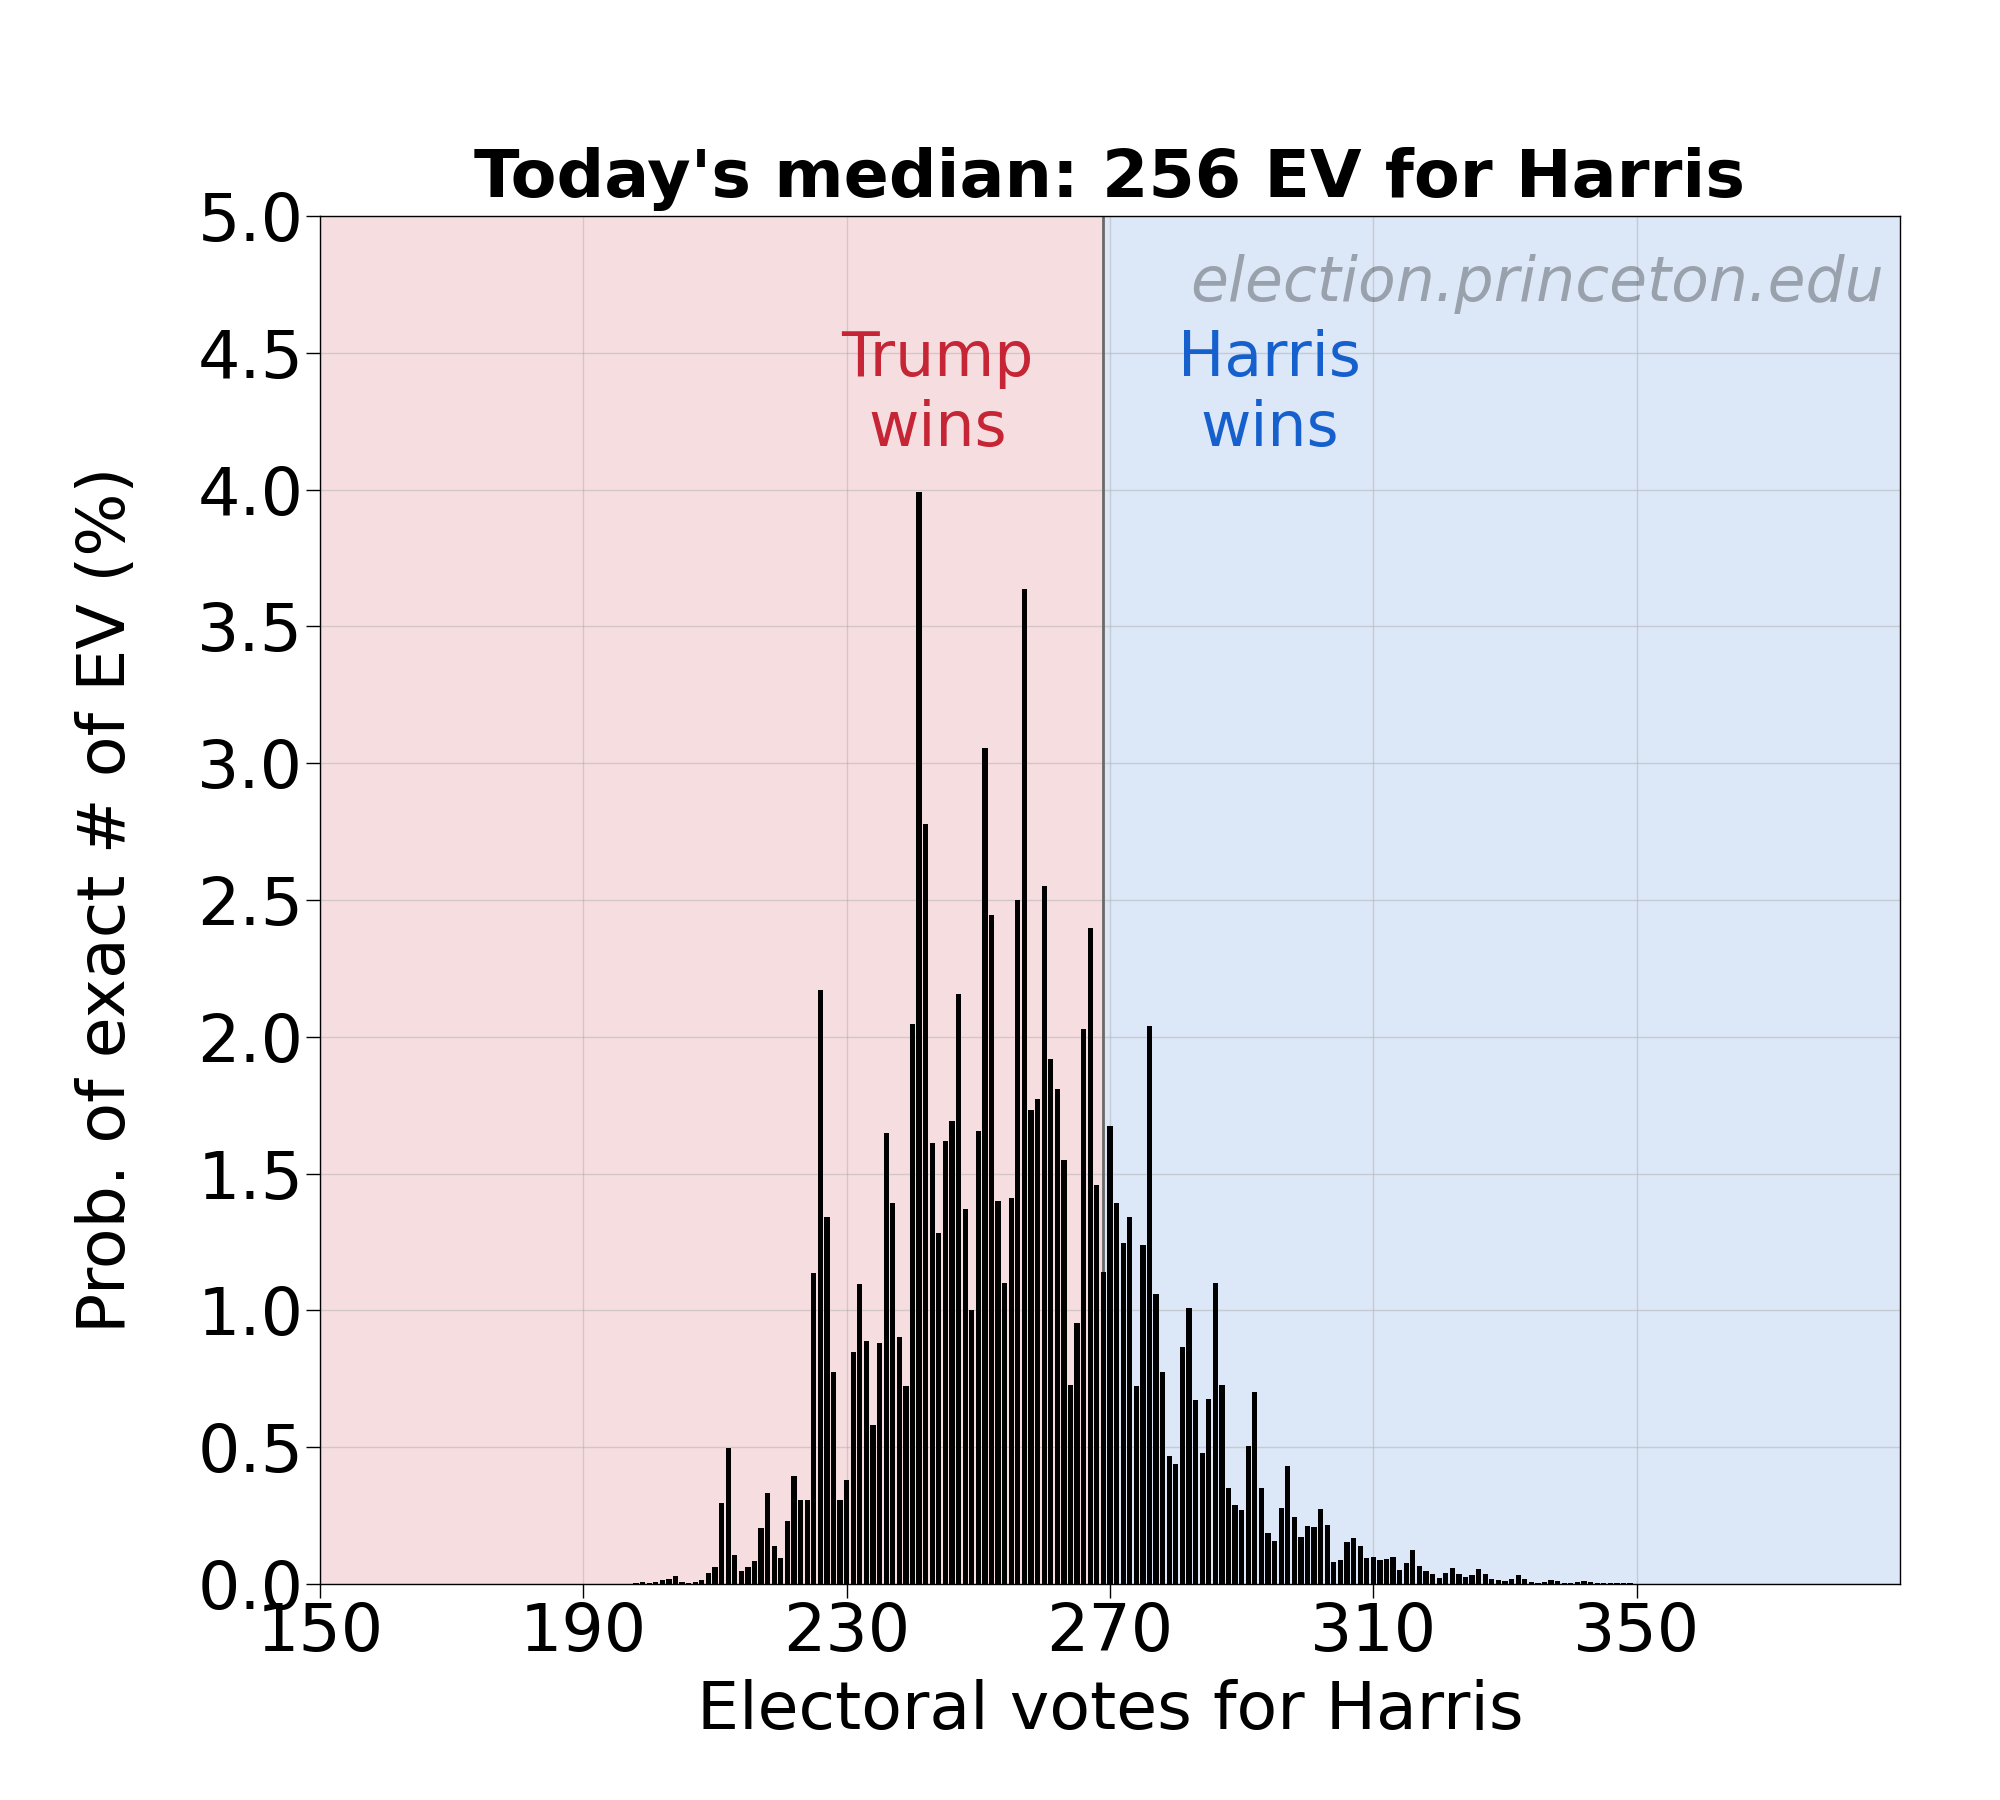 Today's median: 256 EV for Harris
election.princeton.edu
Trump
wins
Harris
wins
Prob. of exact # of EV (%)
5.0
4.5
4.0
3.5
3.0
2.5
2.0
1.5
1.0
0.5
0.0
150 190 230 270 310 350
Electoral votes for Harris